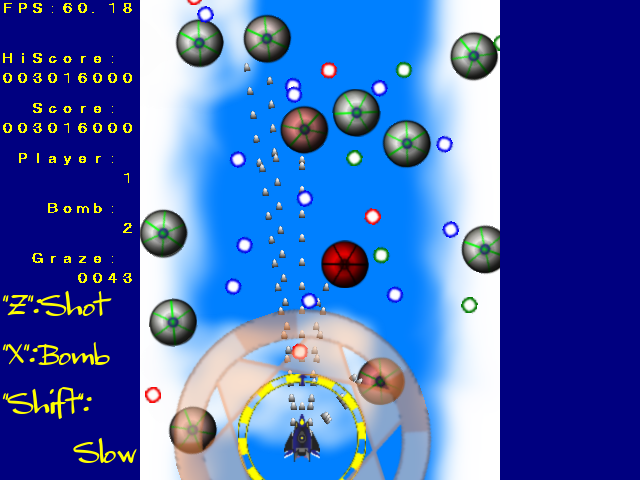 FPS:60.18
HiScore:
003016000
Score:
003016000
Player:
1
Bomb:
2
Graze:
0043
"Z":Shot
"X":Bomb
"Shift":
Slow